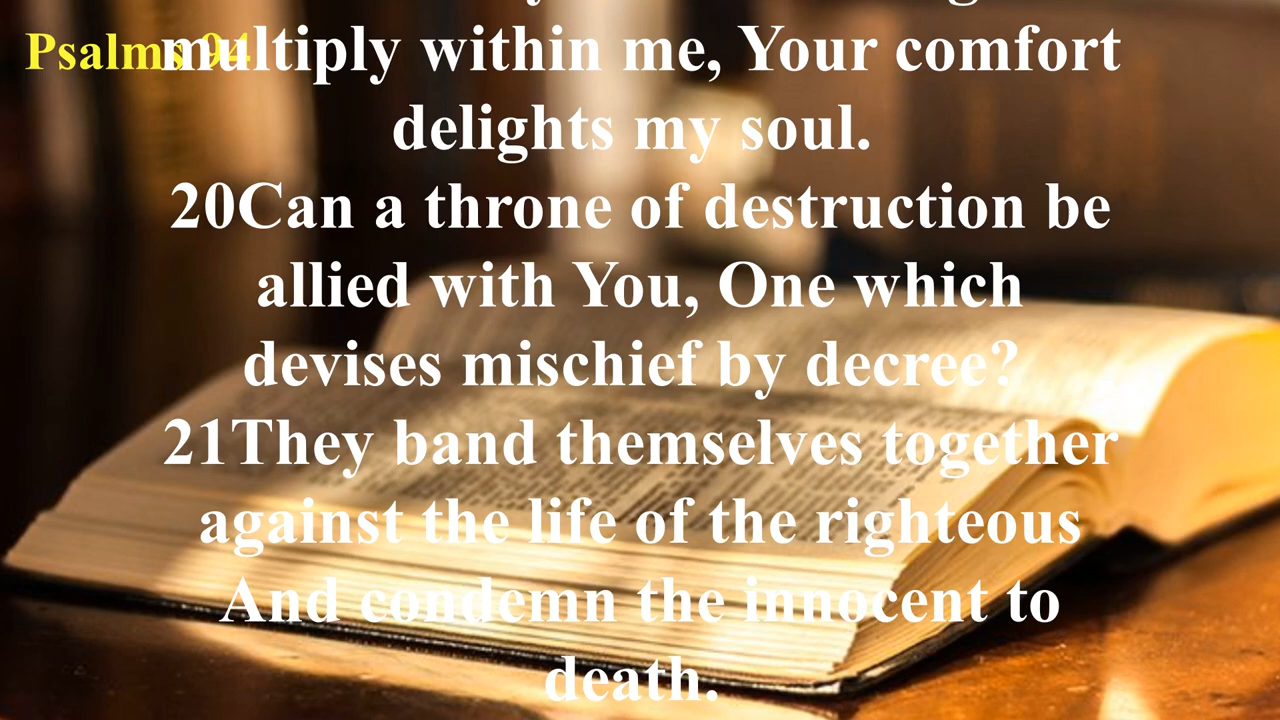 Psalms 94
multiply within me, Your comfort
delights my soul.
20Can a throne of destruction be
allied with You, One which
devises mischief by decree?
21They band themselves together
against the life of the righteous
And condemn the innocent to
death.